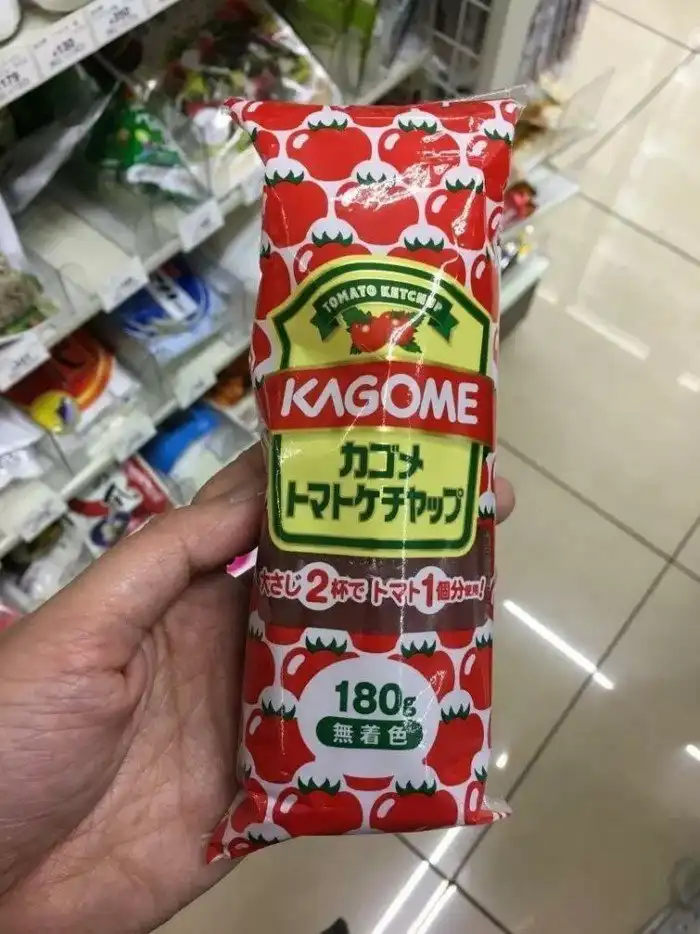 TOMATO KETCHUP
KAGOME
カゴメ
トマトケチャップ
大さじ2杯でトマト1個分使用!
180g
無着色